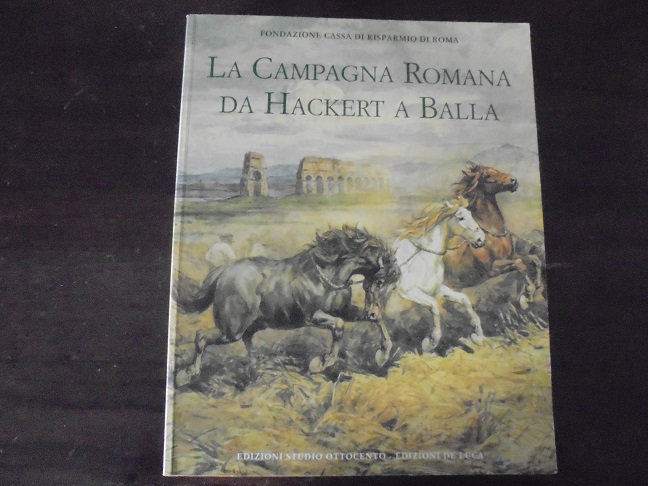 FONDAZIONE CASSA DI RISPARMIO DI ROMA
LA CAMPAGNA ROMANA
DA HACKERT A BALLA
EDIZIONI STUDIO OTTOCENTO - EDIZIONI DE LUCA